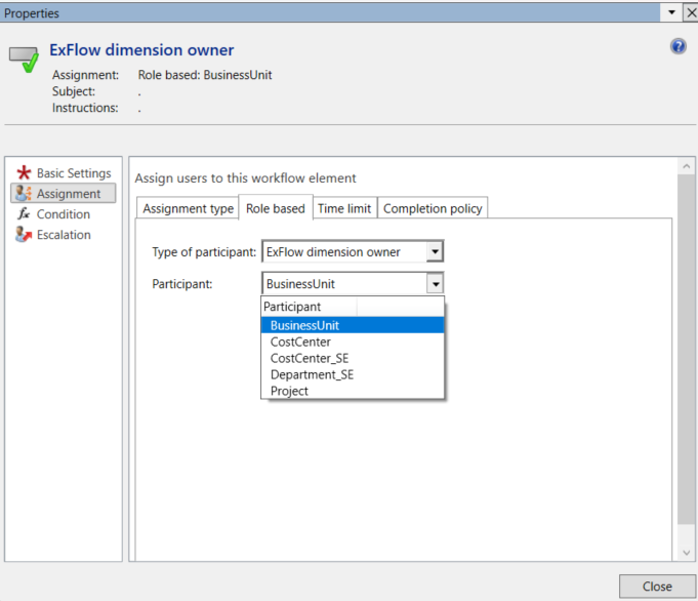 Properties
ExFlow dimension owner
Assignment: Role based: BusinessUnit
Subject: .
Instructions: .
Basic Settings
Assignment
Condition
Escalation
Assign users to this workflow element
Assignment type Role based Time limit Completion policy
Type of participant: ExFlow dimension owner
Participant: BusinessUnit
Participant
BusinessUnit
CostCenter
CostCenter_SE
Department_SE
Project
Close